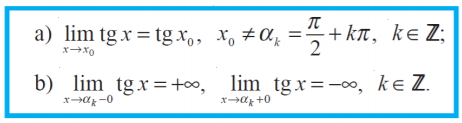 a) lim x→x₀ tg x = tg x₀, x₀ ≠ αₖ = π/2 + kπ, k∈ ℤ;
b) lim x→αₖ−0 tg x = +∞, lim x→αₖ+0 tg x = −∞, k∈ ℤ.